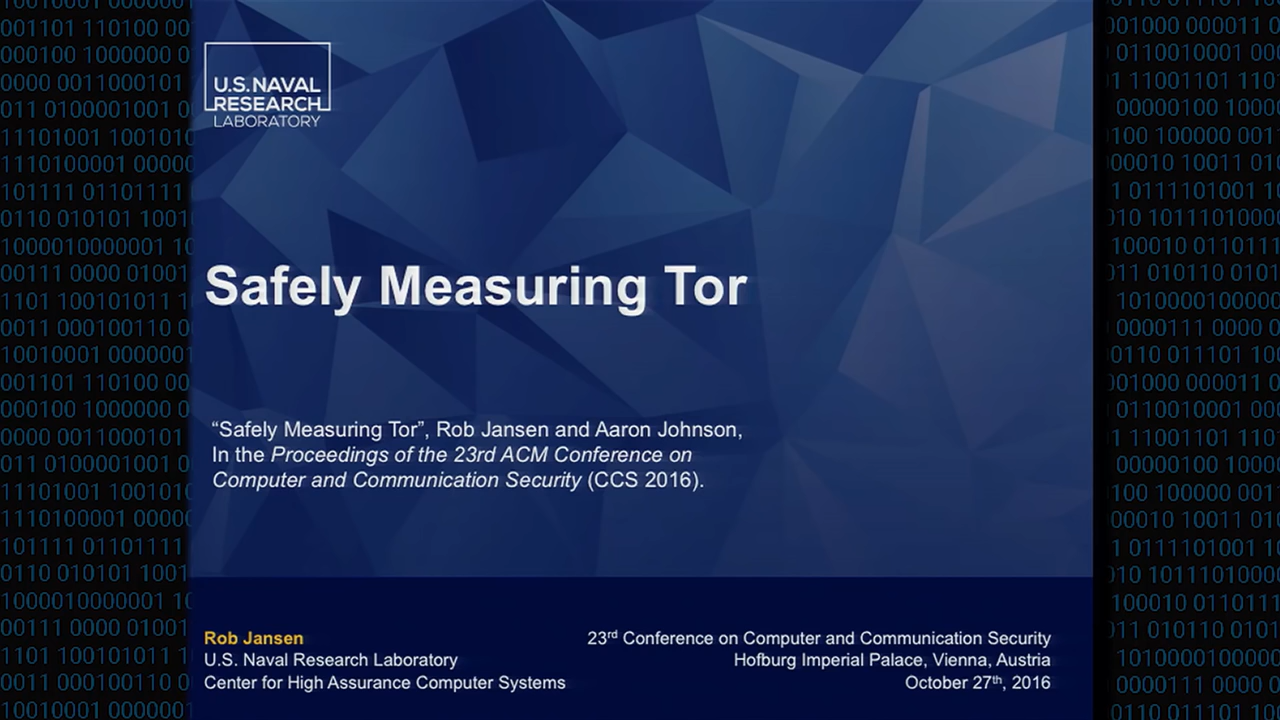 U.S. NAVAL
RESEARCH
LABORATORY
Safely Measuring Tor
“Safely Measuring Tor”, Rob Jansen and Aaron Johnson,
In the Proceedings of the 23rd ACM Conference on
Computer and Communication Security (CCS 2016).
Rob Jansen
U.S. Naval Research Laboratory
Center for High Assurance Computer Systems
23rd Conference on Computer and Communication Security
Hofburg Imperial Palace, Vienna, Austria
October 27th, 2016